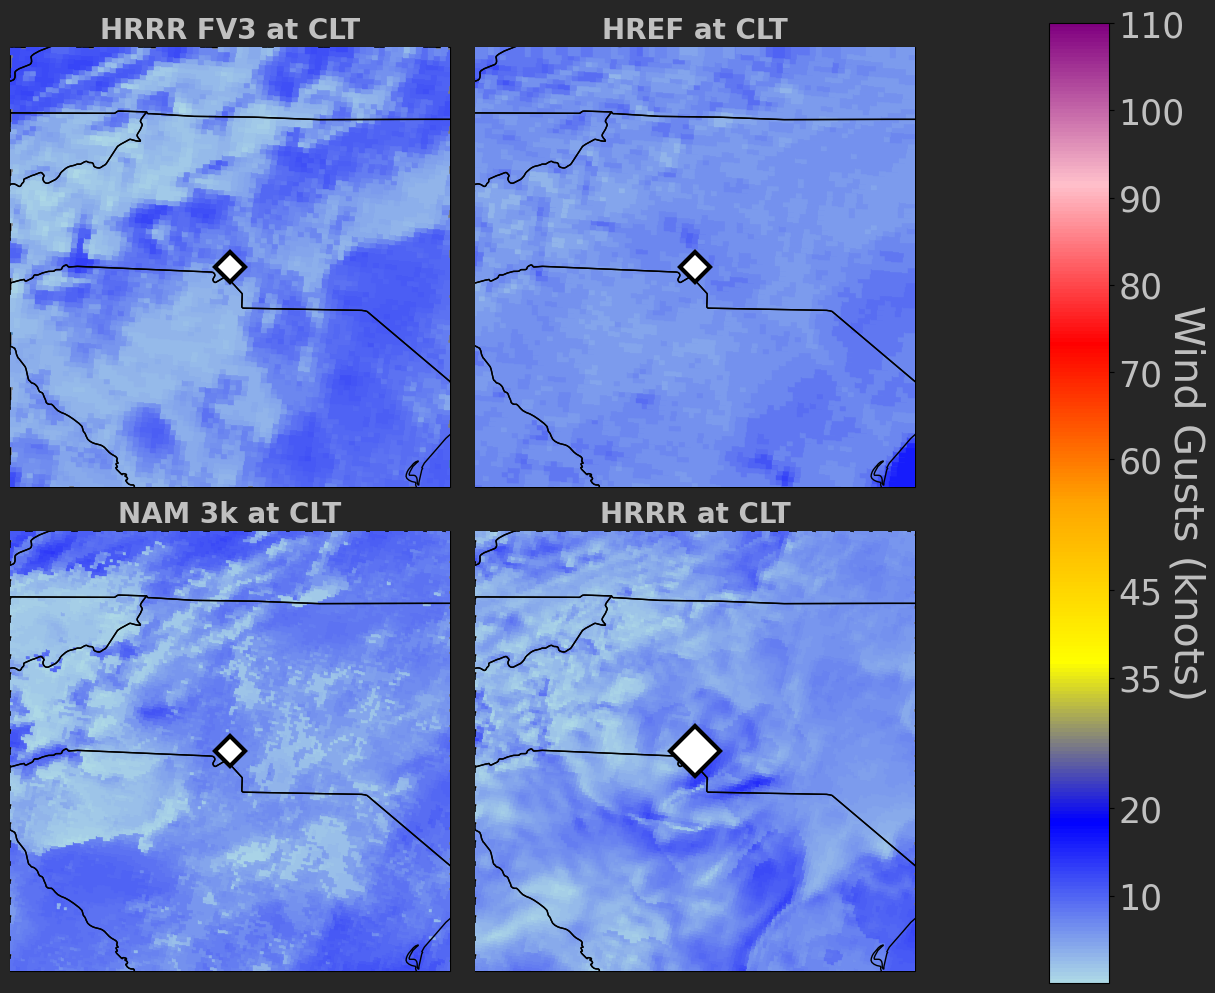 HRRR FV3 at CLT
HREF at CLT
NAM 3k at CLT
HRRR at CLT
110
100
90
80
70
60
45
35
20
10
Wind Gusts (knots)